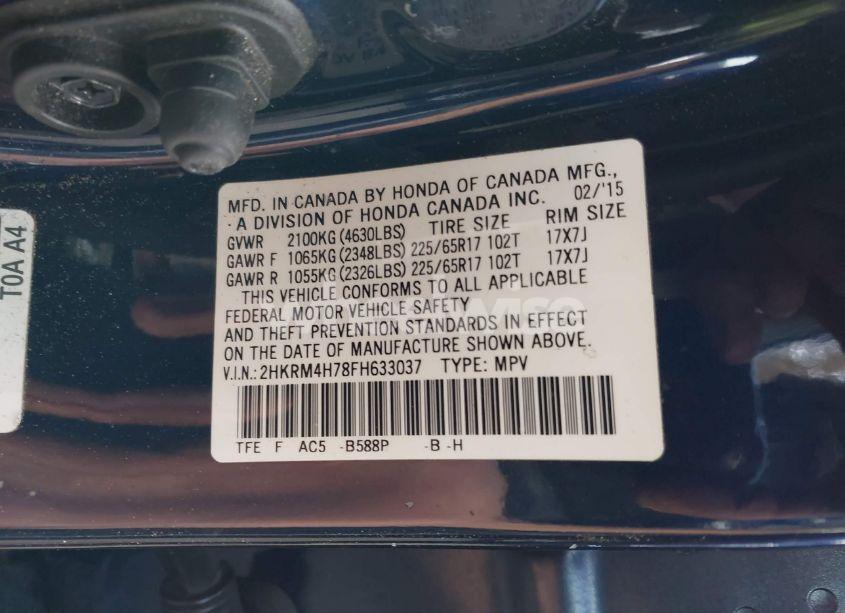 MFD. IN CANADA BY HONDA OF CANADA MFG.,
A DIVISION OF HONDA CANADA INC. 02/'15
GVWR 2100KG (4630LBS) TIRE SIZE RIM SIZE
GAWR F 1065KG (2348LBS) 225/65R17 102T 17X7J
GAWR R 1055KG (2326LBS) 225/65R17 102T 17X7J
THIS VEHICLE CONFORMS TO ALL APPLICABLE
FEDERAL MOTOR VEHICLE SAFETY
AND THEFT PREVENTION STANDARDS IN EFFECT
ON THE DATE OF MANUFACTURE SHOWN ABOVE.
V.I.N.: 2HKRM4H78FH633037 TYPE: MPV
TFE F AC5 -B588P -B -H
T0A A4